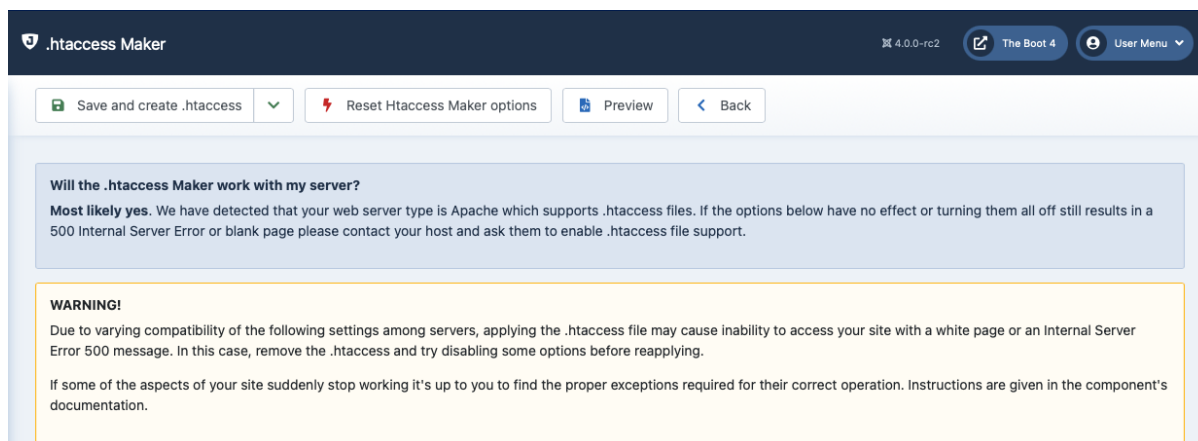 .htaccess Maker
4.0.0-rc2
The Boot 4
User Menu
Save and create .htaccess
Reset Htaccess Maker options
Preview
Back
Will the .htaccess Maker work with my server?
Most likely yes. We have detected that your web server type is Apache which supports .htaccess files. If the options below have no effect or turning them all off still results in a
500 Internal Server Error or blank page please contact your host and ask them to enable .htaccess file support.
WARNING!
Due to varying compatibility of the following settings among servers, applying the .htaccess file may cause inability to access your site with a white page or an Internal Server
Error 500 message. In this case, remove the .htaccess and try disabling some options before reapplying.
If some of the aspects of your site suddenly stop working it's up to you to find the proper exceptions required for their correct operation. Instructions are given in the component's
documentation.